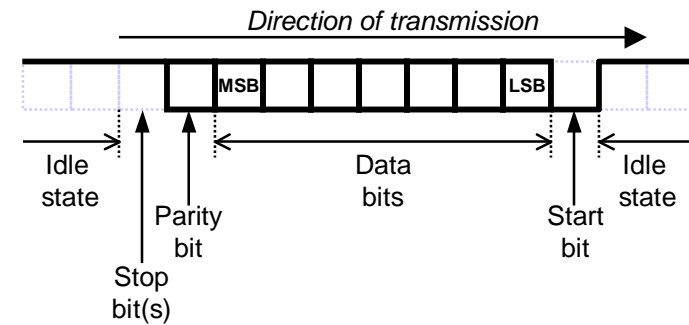 Direction of transmission
MSB
LSB
Idle
state
Data
bits
Idle
state
Parity
bit
Start
bit
Stop
bit(s)